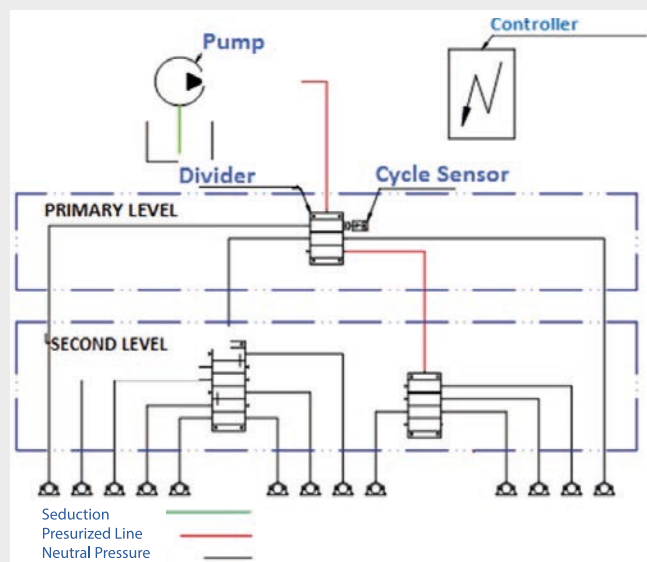 Controller
Pump
Divider
Cycle Sensor
PRIMARY LEVEL
SECOND LEVEL
Seduction
Presurized Line
Neutral Pressure